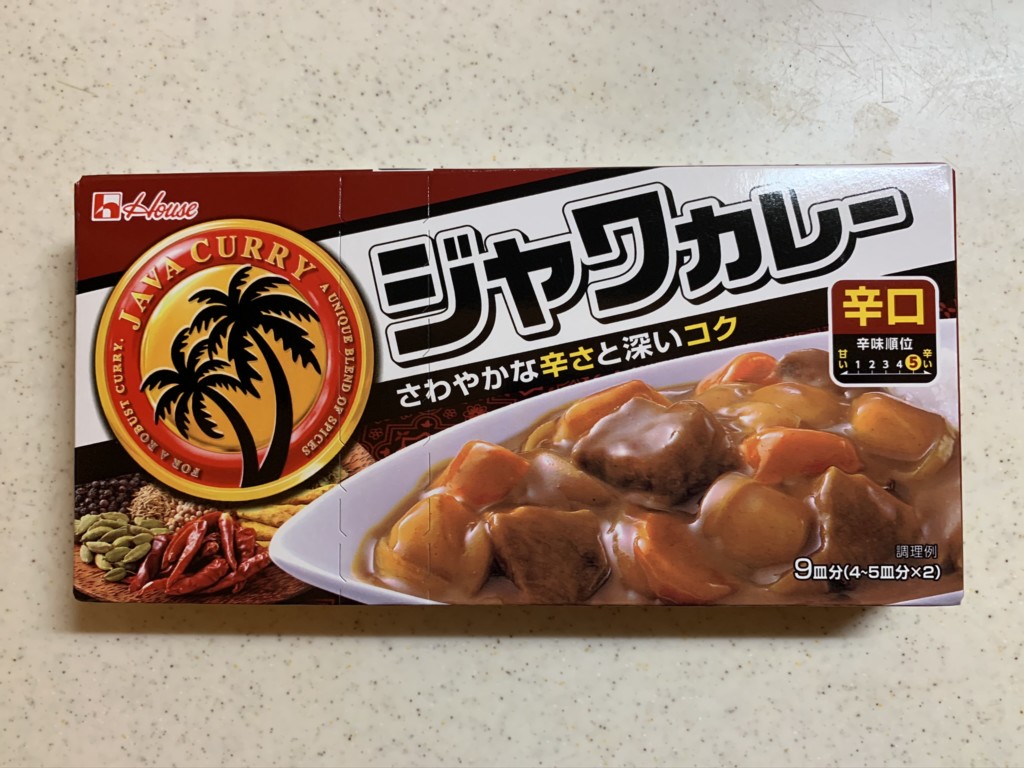 House
JAVA CURRY
A UNIQUE BLEND OF SPICES
FOR A ROBUST CURRY.
ジャワカレー
さわやかな辛さと深いコク
辛口
辛味順位
甘い 1 2 3 4 5 辛い
調理例
9皿分(4~5皿分×2)